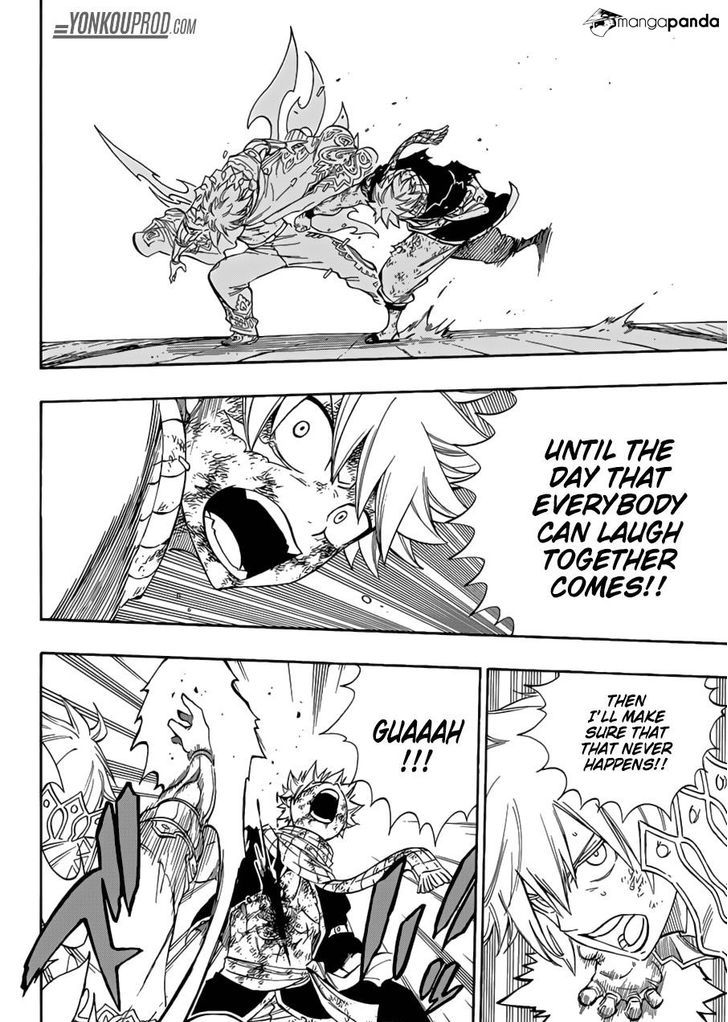 =YONKOUPROD.COM
mangapanda
UNTIL THE
DAY THAT
EVERYBODY
CAN LAUGH
TOGETHER
COMES!!
THEN
I'LL MAKE
SURE THAT
THAT NEVER
HAPPENS!!
GUAAAH
!!!